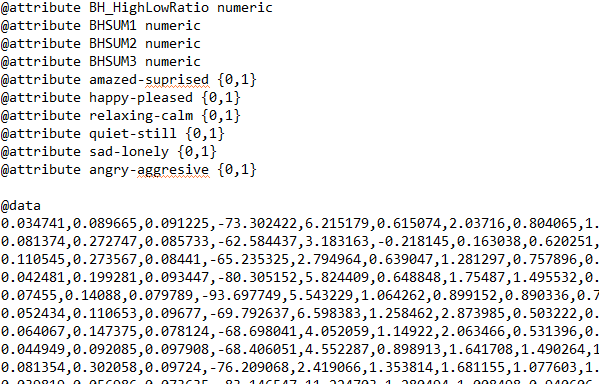 @attribute BH_HighLowRatio numeric
@attribute BHSUM1 numeric
@attribute BHSUM2 numeric
@attribute BHSUM3 numeric
@attribute amazed-suprised {0,1}
@attribute happy-pleased {0,1}
@attribute relaxing-calm {0,1}
@attribute quiet-still {0,1}
@attribute sad-lonely {0,1}
@attribute angry-aggresive {0,1}
@data
0.034741,0.089665,0.091225,-73.302422,6.215179,0.615074,2.03716,0.804065,1.
0.081374,0.272747,0.085733,-62.584437,3.183163,-0.218145,0.163038,0.620251,
0.110545,0.273567,0.08441,-65.235325,2.794964,0.639047,1.281297,0.757896,0.
0.042481,0.199281,0.093447,-80.305152,5.824409,0.648848,1.75487,1.495532,0.
0.07455,0.14088,0.079789,-93.697749,5.543229,1.064262,0.899152,0.890336,0.7
0.052434,0.110653,0.09677,-69.792637,6.598383,1.258462,2.873985,0.503222,0.
0.064067,0.147375,0.078124,-68.698041,4.052059,1.14922,2.063466,0.531396,0.
0.044949,0.092085,0.097908,-68.406051,4.552287,0.898913,1.641708,1.490264,1
0.081354,0.302058,0.09724,-76.209068,2.419066,1.353814,1.681155,1.077603,1.